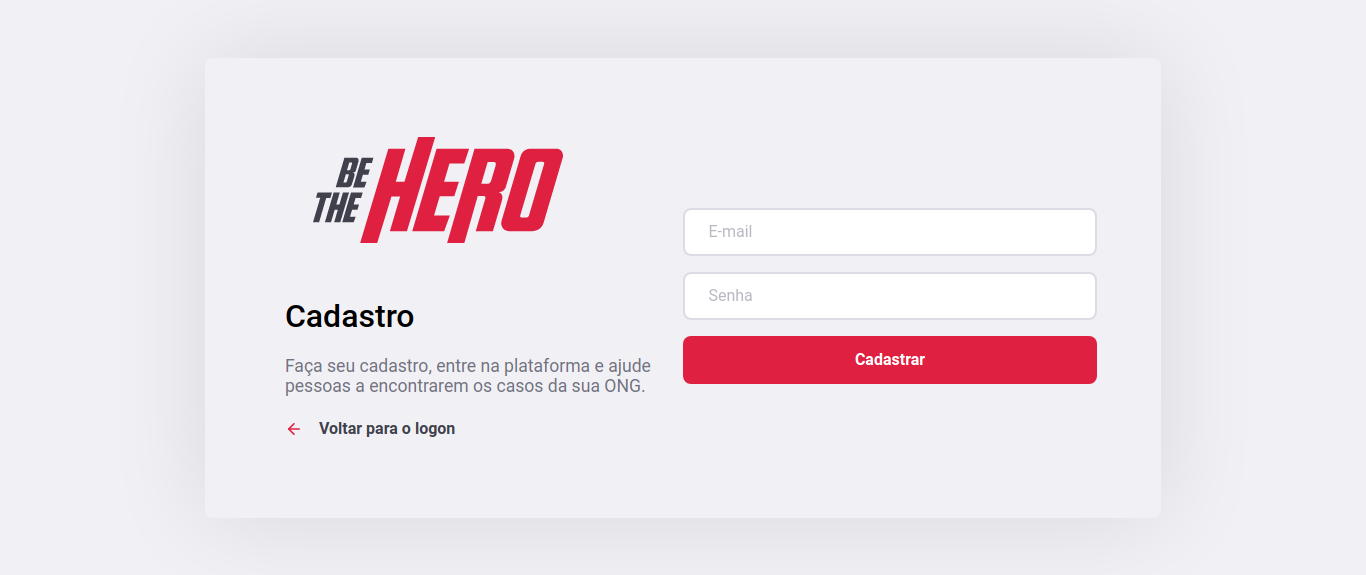 BE
THE HERO
Cadastro
Faça seu cadastro, entre na plataforma e ajude
pessoas a encontrarem os casos da sua ONG.
Voltar para o logon
E-mail
Senha
Cadastrar